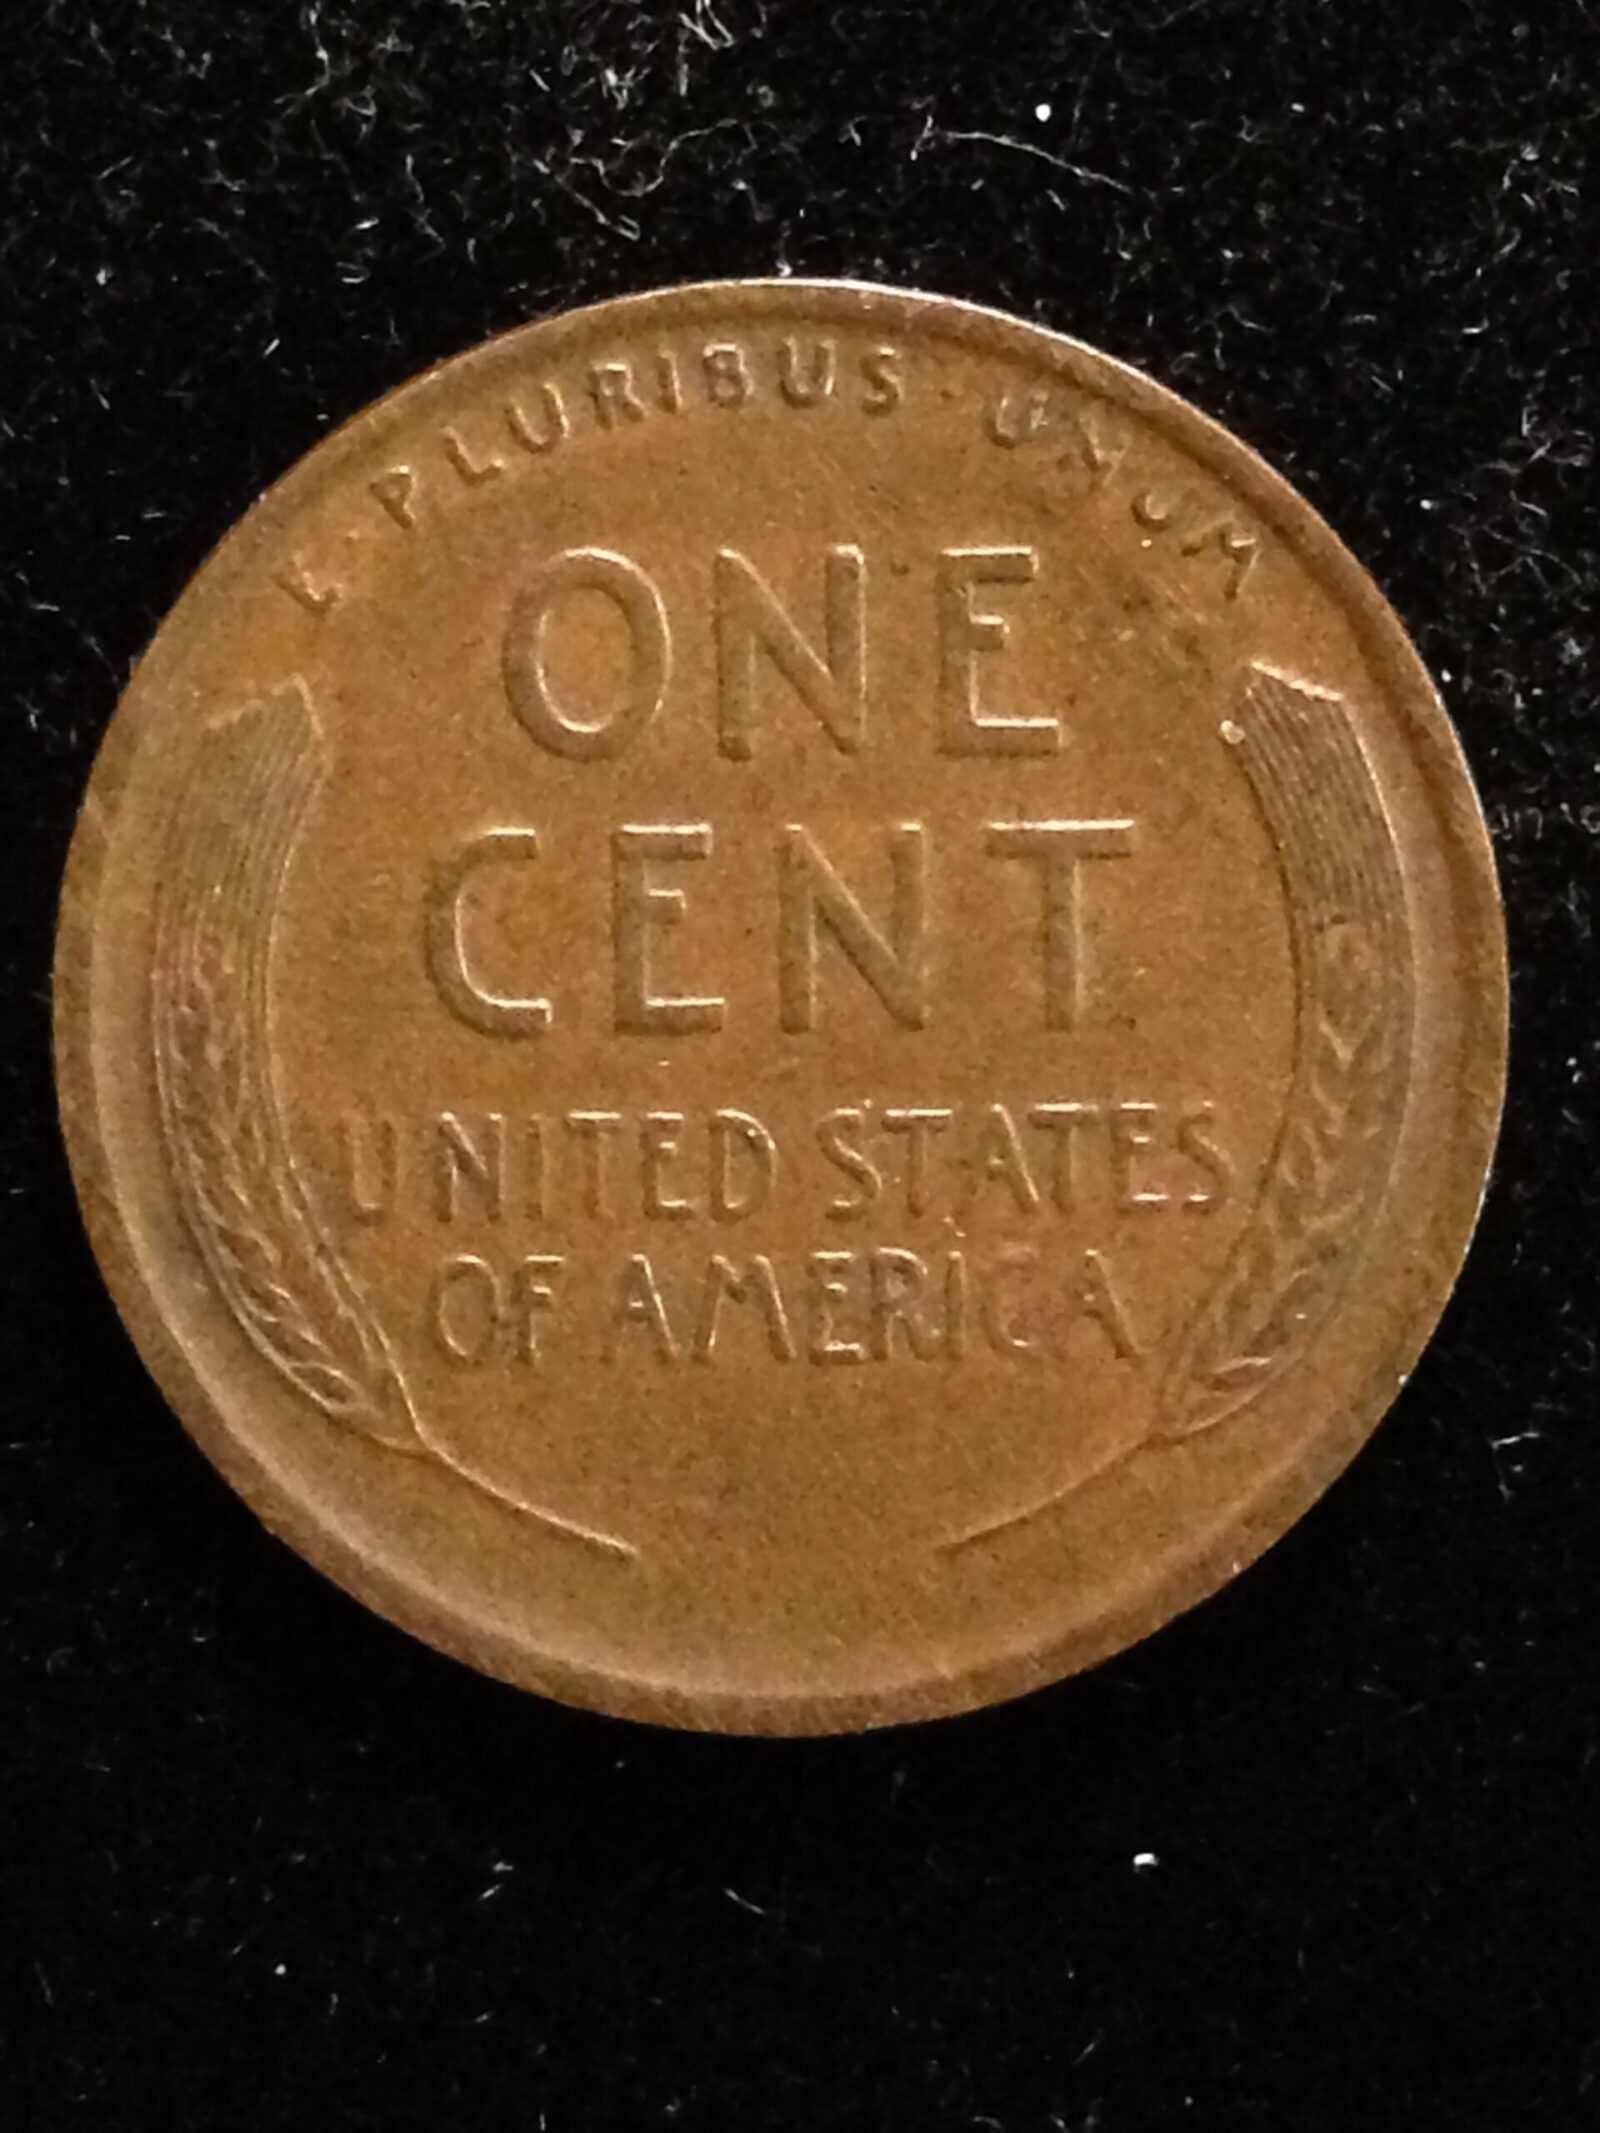 E·PLURIBUS·UNUM
ONE
CENT
UNITED STATES
OF AMERICA